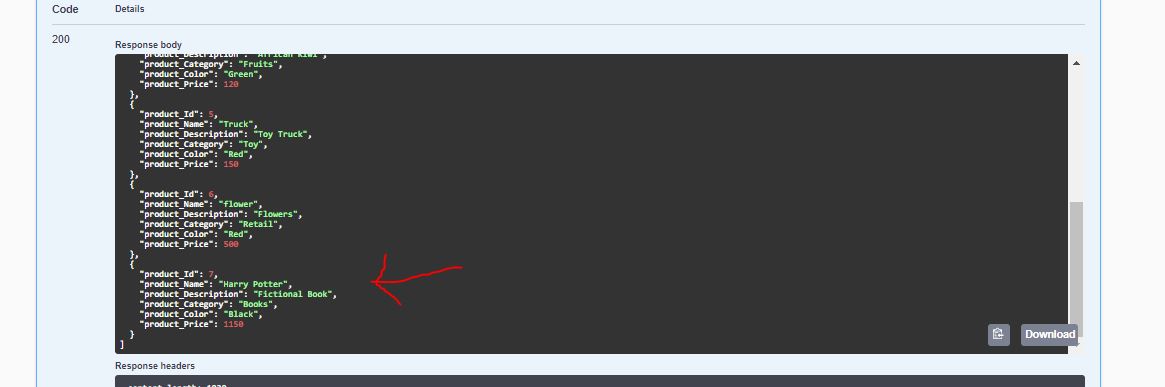 Code Details
200
Response body
"product_Description": "African Kiwi",
"product_Category": "Fruits",
"product_Color": "Green",
"product_Price": 120
},
{
"product_Id": 5,
"product_Name": "Truck",
"product_Description": "Toy Truck",
"product_Category": "Toy",
"product_Color": "Red",
"product_Price": 150
},
{
"product_Id": 6,
"product_Name": "flower",
"product_Description": "Flowers",
"product_Category": "Retail",
"product_Color": "Red",
"product_Price": 500
},
{
"product_Id": 7,
"product_Name": "Harry Potter",
"product_Description": "Fictional Book",
"product_Category": "Books",
"product_Color": "Black",
"product_Price": 1150
}
]
Download
Response headers